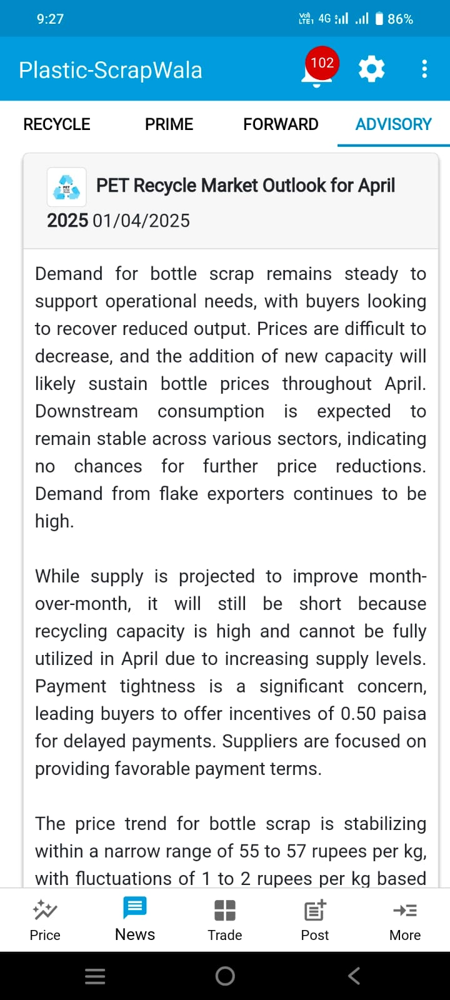 9:27
Vo)) LTE1 4G 86%
Plastic-ScrapWala
102
RECYCLE PRIME FORWARD ADVISORY
PET Recycle Market Outlook for April
2025 01/04/2025
Demand for bottle scrap remains steady to
support operational needs, with buyers looking
to recover reduced output. Prices are difficult to
decrease, and the addition of new capacity will
likely sustain bottle prices throughout April.
Downstream consumption is expected to
remain stable across various sectors, indicating
no chances for further price reductions.
Demand from flake exporters continues to be
high.
While supply is projected to improve month-
over-month, it will still be short because
recycling capacity is high and cannot be fully
utilized in April due to increasing supply levels.
Payment tightness is a significant concern,
leading buyers to offer incentives of 0.50 paisa
for delayed payments. Suppliers are focused on
providing favorable payment terms.
The price trend for bottle scrap is stabilizing
within a narrow range of 55 to 57 rupees per kg,
with fluctuations of 1 to 2 rupees per kg based
Price News Trade Post More